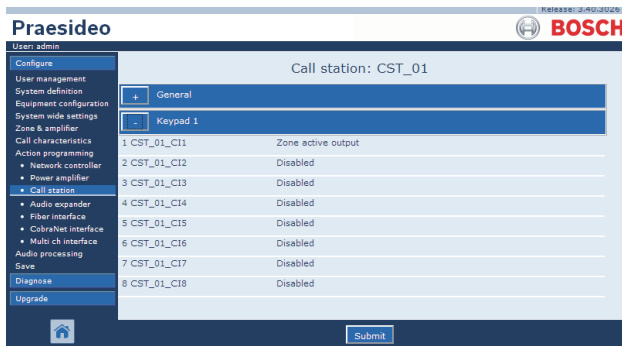 Release: 3.40.3026
Praesideo
BOSCH
User: admin
Configure
User management
System definition
Equipment configuration
System wide settings
Zone & amplifier
Call characteristics
Action programming
• Network controller
• Power amplifier
• Call station
• Audio expander
• Fiber interface
• CobraNet interface
• Multi ch interface
Audio processing
Save
Diagnose
Upgrade
Call station: CST_01
+ General
- Keypad 1
1 CST_01_CI1 Zone active output
2 CST_01_CI2 Disabled
3 CST_01_CI3 Disabled
4 CST_01_CI4 Disabled
5 CST_01_CI5 Disabled
6 CST_01_CI6 Disabled
7 CST_01_CI7 Disabled
8 CST_01_CI8 Disabled
Submit